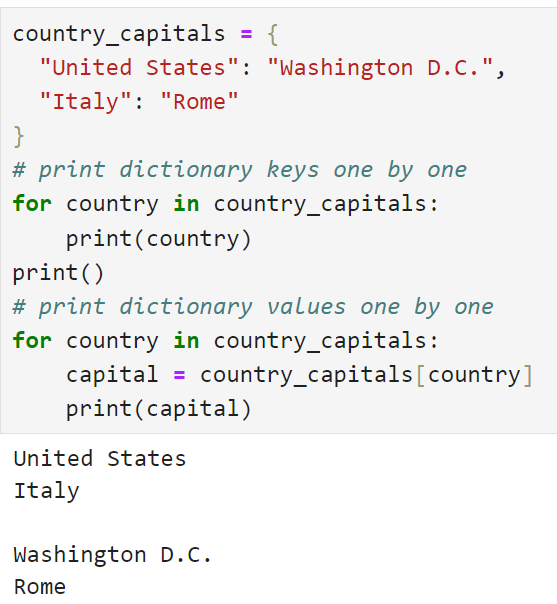 country_capitals = {
  "United States": "Washington D.C.",
  "Italy": "Rome"
}
# print dictionary keys one by one
for country in country_capitals:
    print(country)
print()
# print dictionary values one by one
for country in country_capitals:
    capital = country_capitals[country]
    print(capital)
United States
Italy

Washington D.C.
Rome